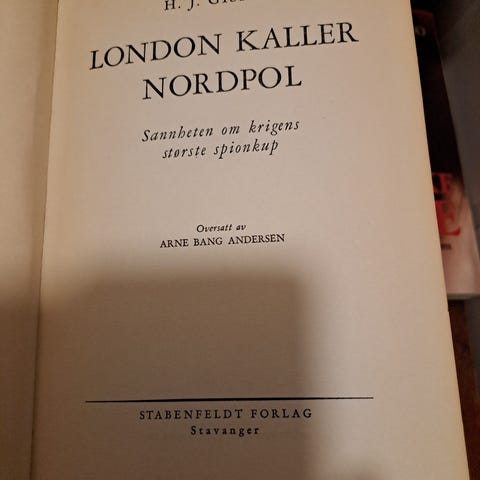 H. J.
LONDON KALLER
NORDPOL
Sannheten om krigens
største spionkup
Oversatt av
ARNE BANG ANDERSEN
STABENFELDT FORLAG
Stavanger